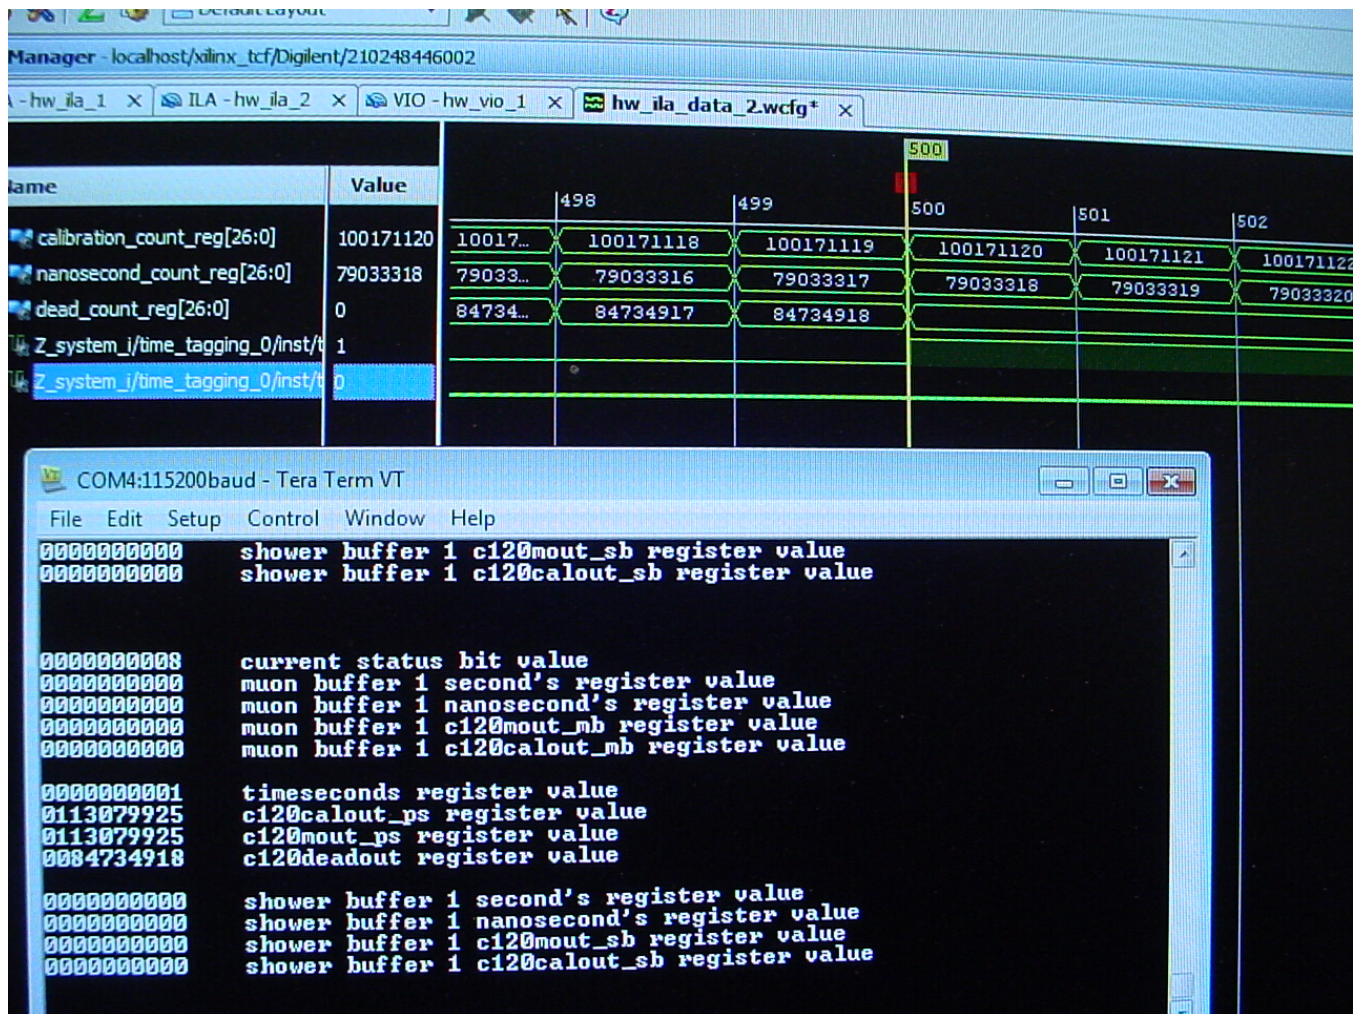 Default Layout
Manager - localhost/xilinx_tcf/Digilent/210248446002
- hw_ila_1 ILA - hw_ila_2 VIO - hw_vio_1 hw_ila_data_2.wcfg*
500
Name Value
498 499 500 501 502
calibration_count_reg[26:0] 100171120 10017... 100171118 100171119 100171120 100171121 100171122
nanosecond_count_reg[26:0] 79033318 79033... 79033316 79033317 79033318 79033319 79033320
dead_count_reg[26:0] 0 84734... 84734917 84734918
Z_system_i/time_tagging_0/inst/t 1
Z_system_i/time_tagging_0/inst/t 0
COM4:115200baud - Tera Term VT
File Edit Setup Control Window Help
0000000000 shower buffer 1 c120mout_sb register value
0000000000 shower buffer 1 c120calout_sb register value
0000000008 current status bit value
0000000000 muon buffer 1 second's register value
0000000000 muon buffer 1 nanosecond's register value
0000000000 muon buffer 1 c120mout_mb register value
0000000000 muon buffer 1 c120calout_mb register value
0000000001 timeseconds register value
0113079925 c120calout_ps register value
0113079925 c120mout_ps register value
0084734918 c120deadout register value
0000000000 shower buffer 1 second's register value
0000000000 shower buffer 1 nanosecond's register value
0000000000 shower buffer 1 c120mout_sb register value
0000000000 shower buffer 1 c120calout_sb register value